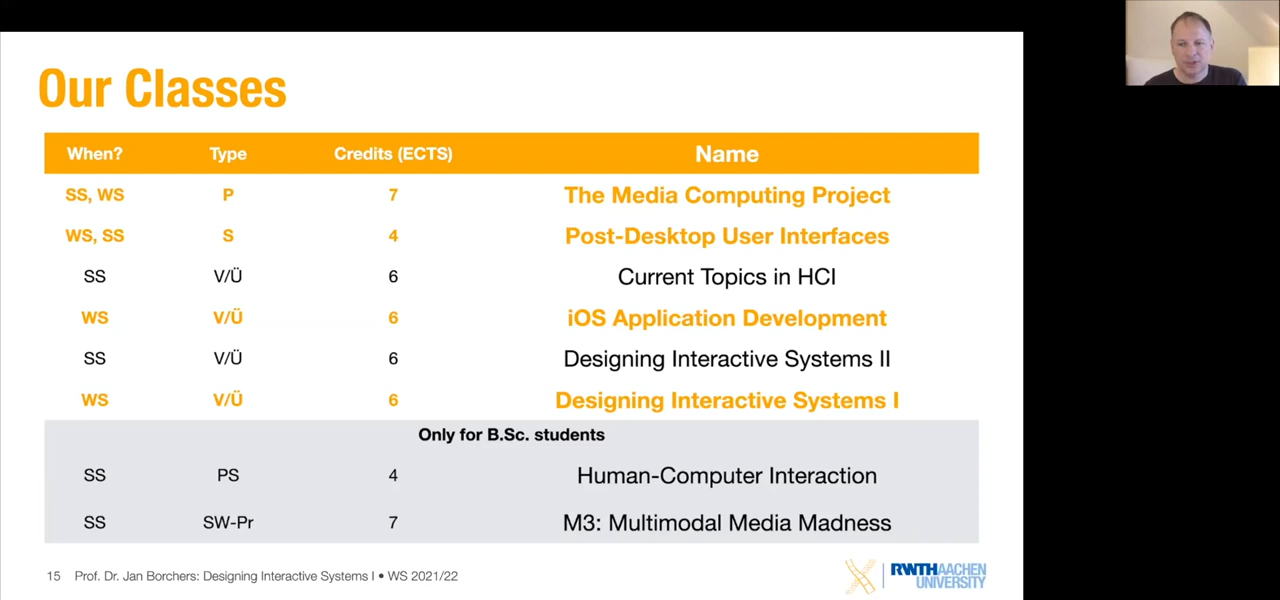 Our Classes
When? Type Credits (ECTS) Name
SS, WS P 7 The Media Computing Project
WS, SS S 4 Post-Desktop User Interfaces
SS V/Ü 6 Current Topics in HCI
WS V/Ü 6 iOS Application Development
SS V/Ü 6 Designing Interactive Systems II
WS V/Ü 6 Designing Interactive Systems I
Only for B.Sc. students
SS PS 4 Human-Computer Interaction
SS SW-Pr 7 M3: Multimodal Media Madness
15 Prof. Dr. Jan Borchers: Designing Interactive Systems I • WS 2021/22
RWTHAACHEN
UNIVERSITY